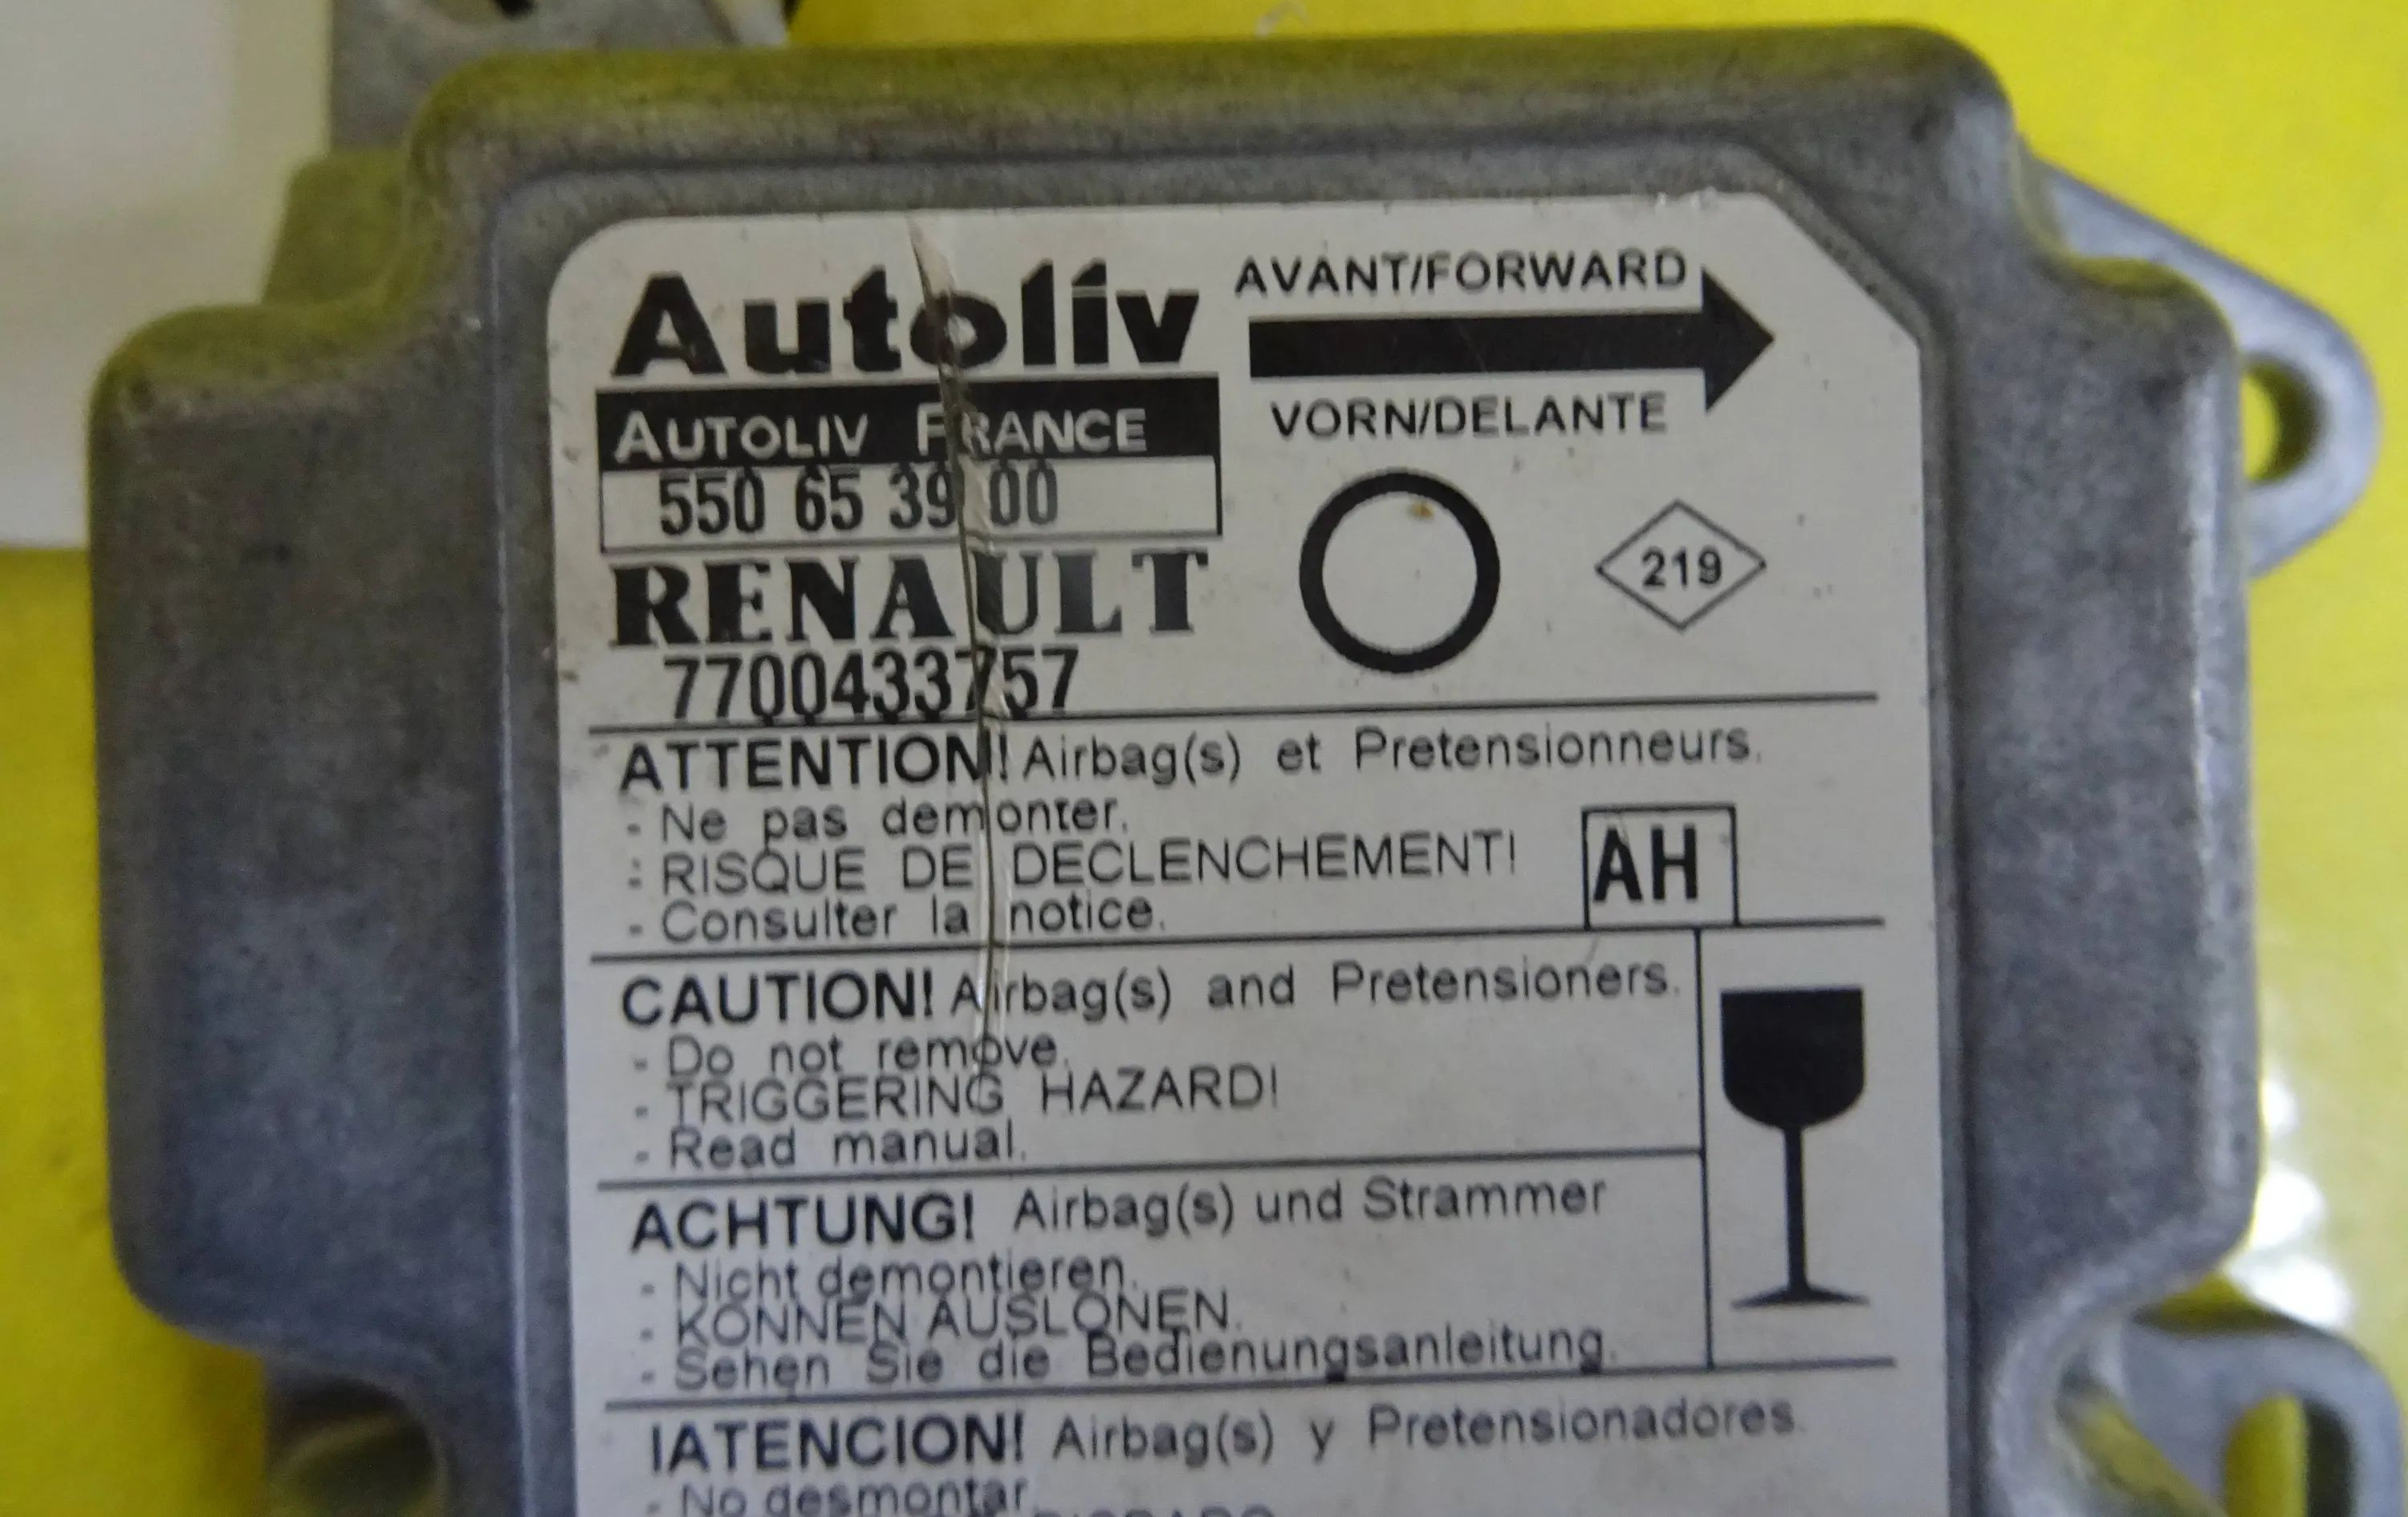 Autoliv
AVANT/FORWARD
AUTOLIV FRANCE
VORN/DELANTE
550 65 39 00
219
RENAULT
7700433757
ATTENTION! Airbag(s) et Pretensionneurs.
- Ne pas demonter.
- RISQUE DE DECLENCHEMENT!
- Consulter la notice.
AH
CAUTION! Airbag(s) and Pretensioners.
- Do not remove.
- TRIGGERING HAZARD!
- Read manual.
ACHTUNG! Airbag(s) und Strammer
- Nicht demontieren.
- KONNEN AUSLONEN.
- Sehen Sie die Bedienungsanleitung.
IATENCION! Airbag(s) y Pretensionadores.
- No desmontar.